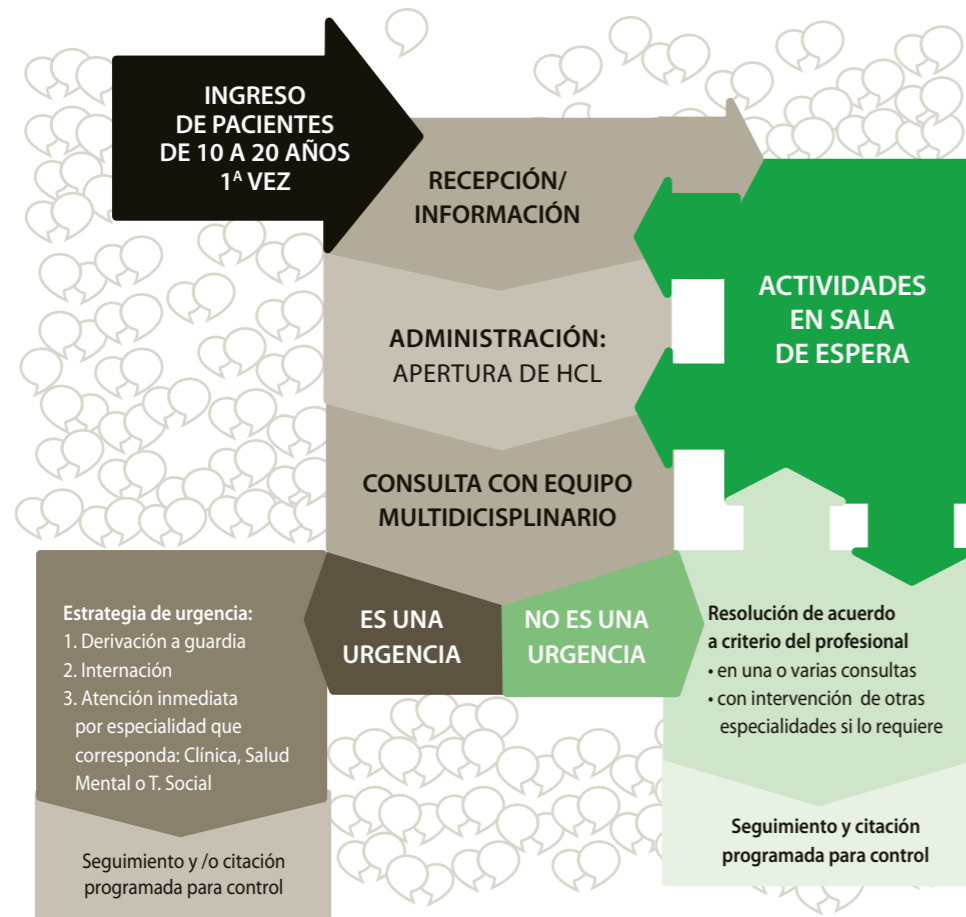 INGRESO
DE PACIENTES
DE 10 A 20 AÑOS
1ᴬ VEZ
RECEPCIÓN/
INFORMACIÓN
ACTIVIDADES
EN SALA
DE ESPERA
ADMINISTRACIÓN:
APERTURA DE HCL
CONSULTA CON EQUIPO
MULTIDICISPLINARIO
ES UNA
URGENCIA
NO ES UNA
URGENCIA
Estrategia de urgencia:
1. Derivación a guardia
2. Internación
3. Atención inmediata
por especialidad que
corresponda: Clínica, Salud
Mental o T. Social
Seguimiento y /o citación
programada para control
Resolución de acuerdo
a criterio del profesional
• en una o varias consultas
• con intervención de otras
especialidades si lo requiere
Seguimiento y citación
programada para control